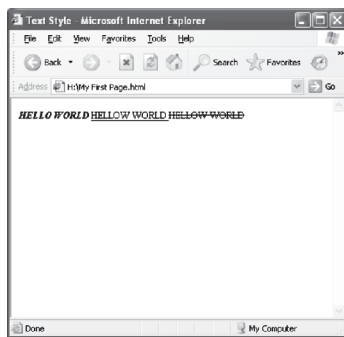 Text Style - Microsoft Internet Explorer
File Edit View Favorites Tools Help
Back Search Favorites »
Address H:\My First Page.html Go
HELLO WORLD HELLOW WORLD HELLOW WORLD
Done My Computer